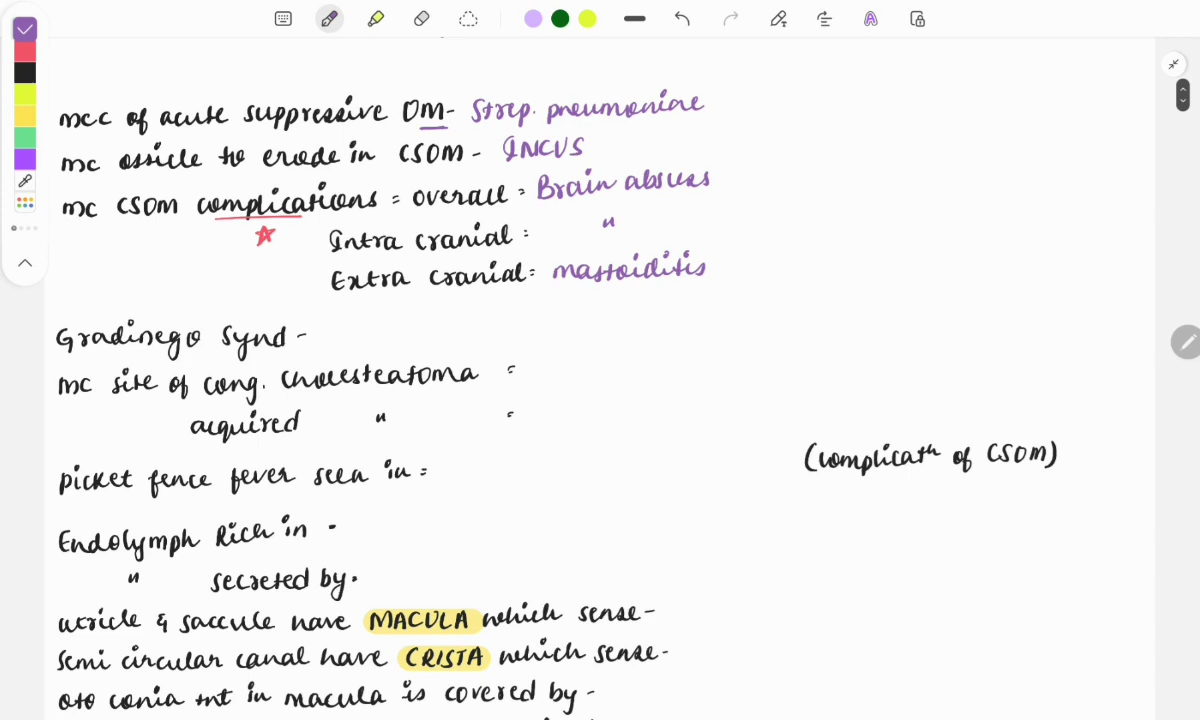 mcc of acute suppressive OM- Strep. pneumoniae
mc ossicle to erode in CSOM - INCUS
mc CSOM complications = overall = Brain abscess
Intra cranial = "
Extra cranial = mastoiditis
Gradinego Synd -
mc site of cong. Cholesteatoma =
acquired " =
picket fence fever seen in =
(complicatn of CSOM)
Endolymph Rich in -
" secreted by.
utricle & saccule have MACULA which sense-
Semi circular canal have CRISTA which sense-
oto conia in macula is covered by -